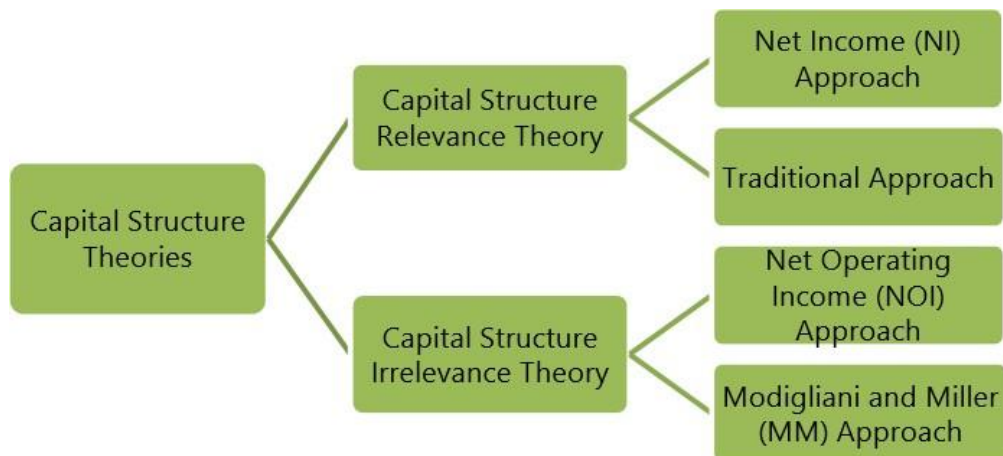 Capital Structure
Theories
Capital Structure
Relevance Theory
Net Income (NI)
Approach
Traditional Approach
Capital Structure
Irrelevance Theory
Net Operating
Income (NOI)
Approach
Modigliani and Miller
(MM) Approach